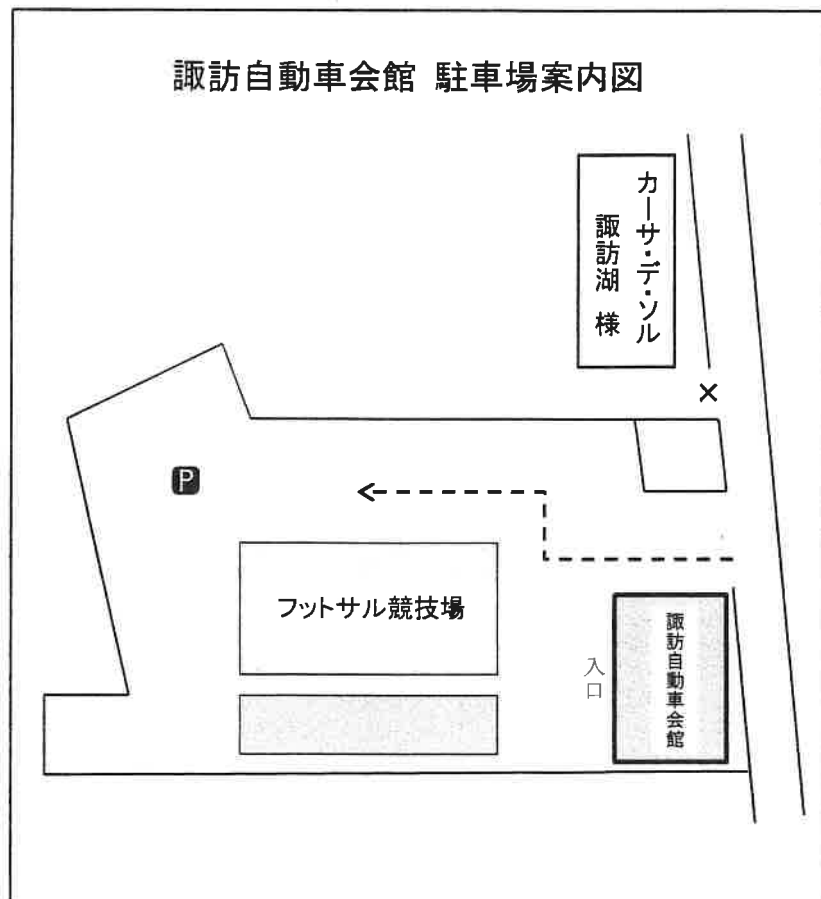 諏訪自動車会館 駐車場案内図
カーサ・デ・ソル
諏訪湖 様
×
P
フットサル競技場
入口
諏訪自動車会館